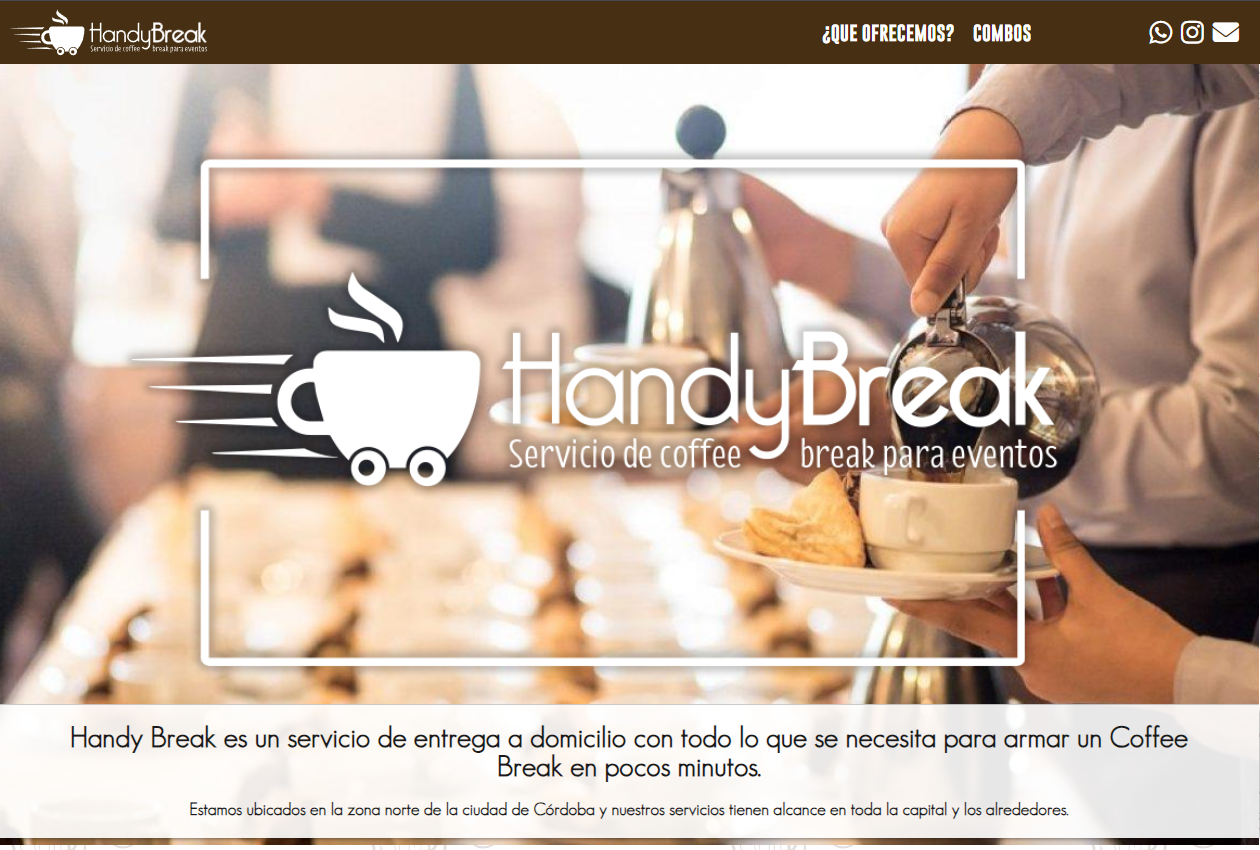 HandyBreak
Servicio de coffee break para eventos
¿QUE OFRECEMOS? COMBOS
HandyBreak
Servicio de coffee break para eventos
Handy Break es un servicio de entrega a domicilio con todo lo que se necesita para armar un Coffee
Break en pocos minutos.
Estamos ubicados en la zona norte de la ciudad de Córdoba y nuestros servicios tienen alcance en toda la capital y los alrededores.